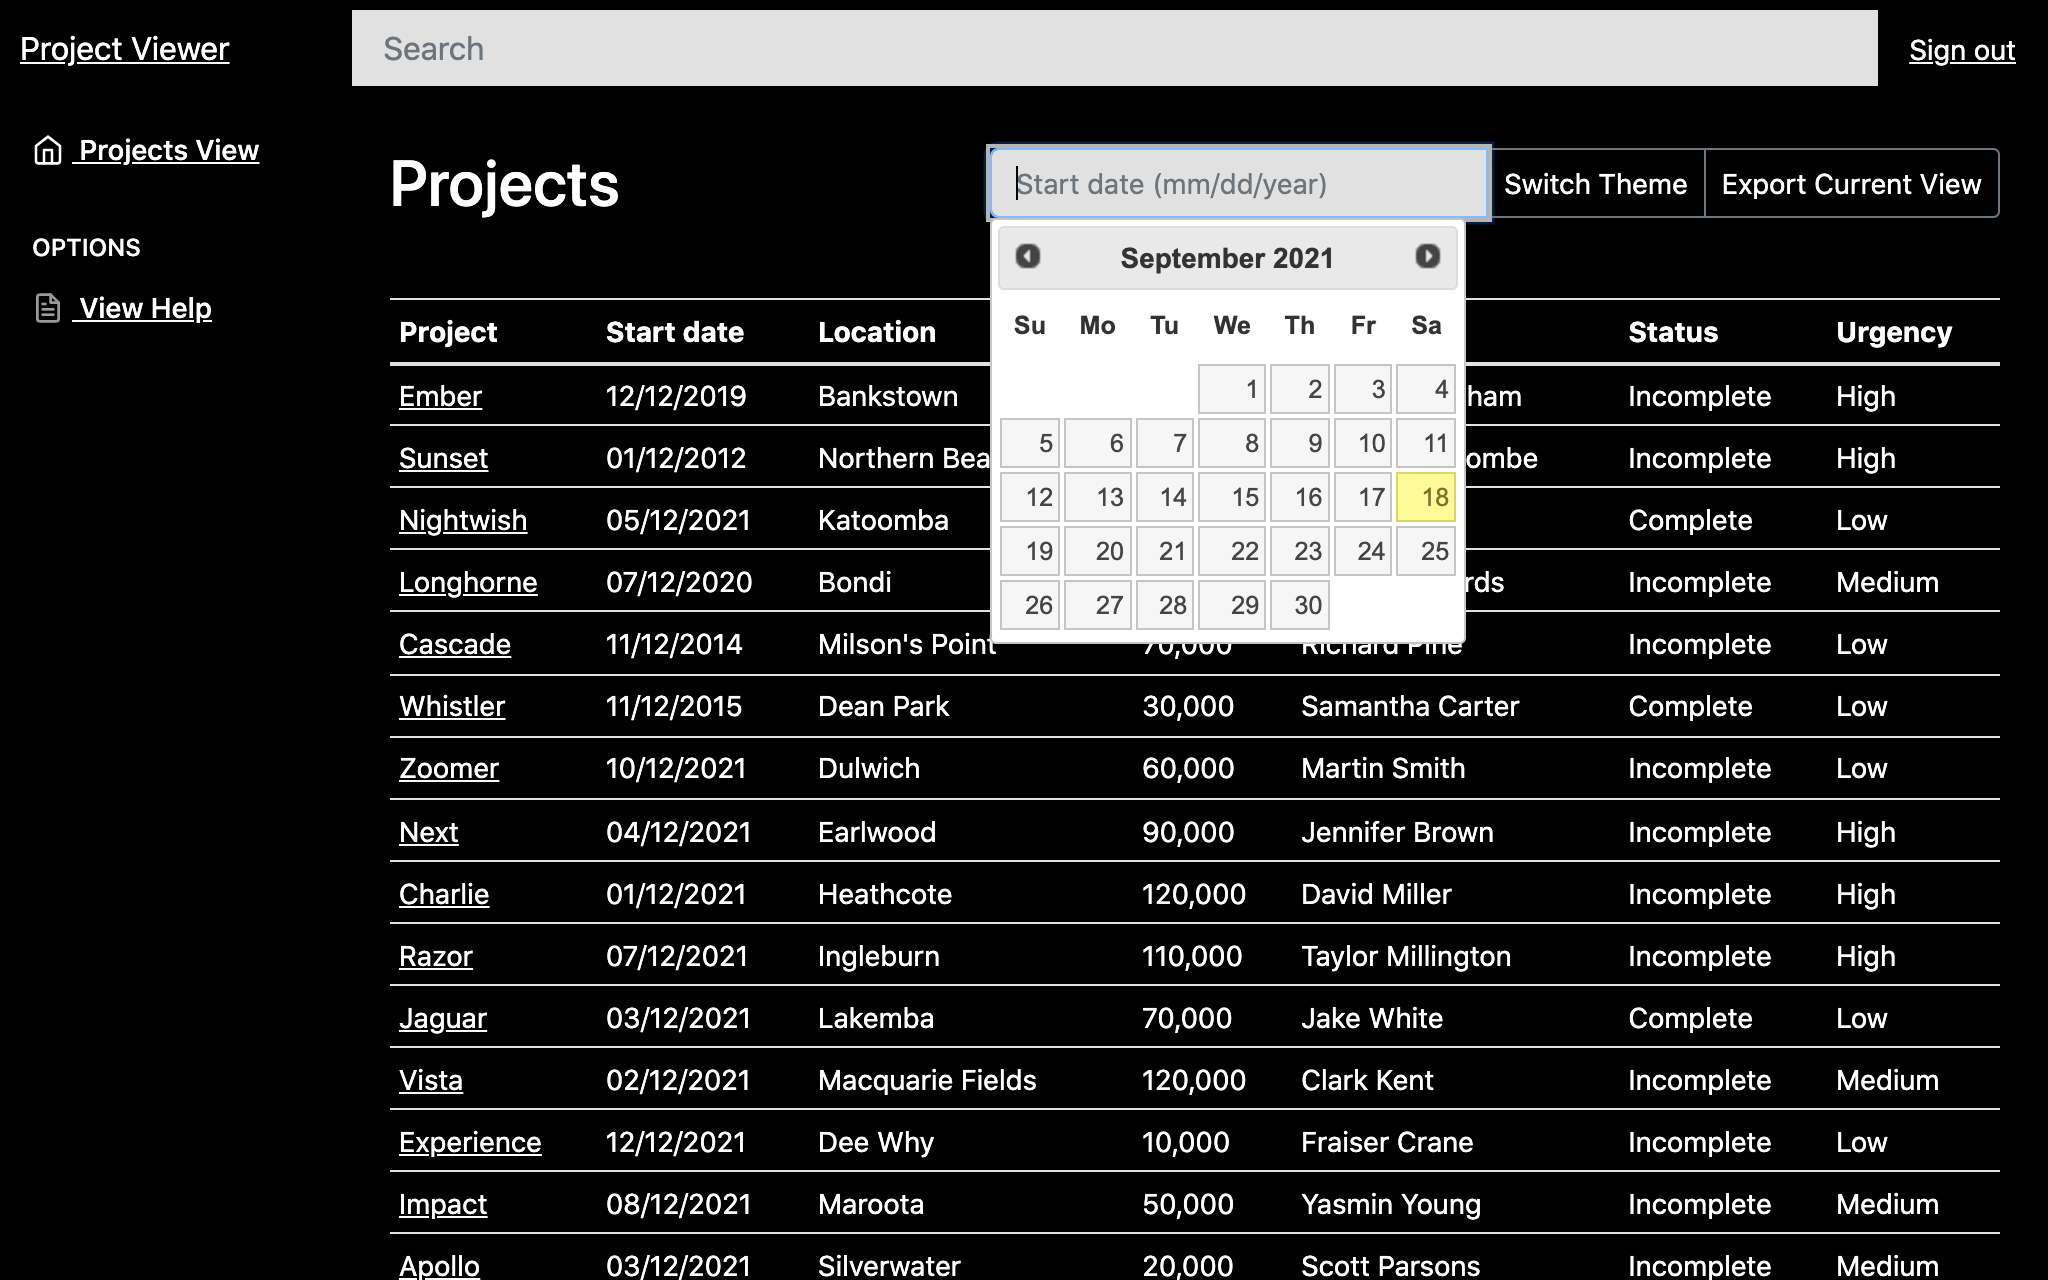 Project Viewer
Search
Sign out
Projects View
OPTIONS
View Help
Projects
Start date (mm/dd/year)
Switch Theme
Export Current View
September 2021
Su Mo Tu We Th Fr Sa
1 2 3 4
5 6 7 8 9 10 11
12 13 14 15 16 17 18
19 20 21 22 23 24 25
26 27 28 29 30
Project Start date Location Status Urgency
Ember 12/12/2019 Bankstown Incomplete High
Sunset 01/12/2012 Northern Incomplete High
Nightwish 05/12/2021 Katoomba Complete Low
Longhorne 07/12/2020 Bondi Incomplete Medium
Cascade 11/12/2014 Milson's Point 70,000 Richard Pine Incomplete Low
Whistler 11/12/2015 Dean Park 30,000 Samantha Carter Complete Low
Zoomer 10/12/2021 Dulwich 60,000 Martin Smith Incomplete Low
Next 04/12/2021 Earlwood 90,000 Jennifer Brown Incomplete High
Charlie 01/12/2021 Heathcote 120,000 David Miller Incomplete High
Razor 07/12/2021 Ingleburn 110,000 Taylor Millington Incomplete High
Jaguar 03/12/2021 Lakemba 70,000 Jake White Complete Low
Vista 02/12/2021 Macquarie Fields 120,000 Clark Kent Incomplete Medium
Experience 12/12/2021 Dee Why 10,000 Fraiser Crane Incomplete Low
Impact 08/12/2021 Maroota 50,000 Yasmin Young Incomplete Medium
Apollo 03/12/2021 Silverwater 20,000 Scott Parsons Incomplete Medium